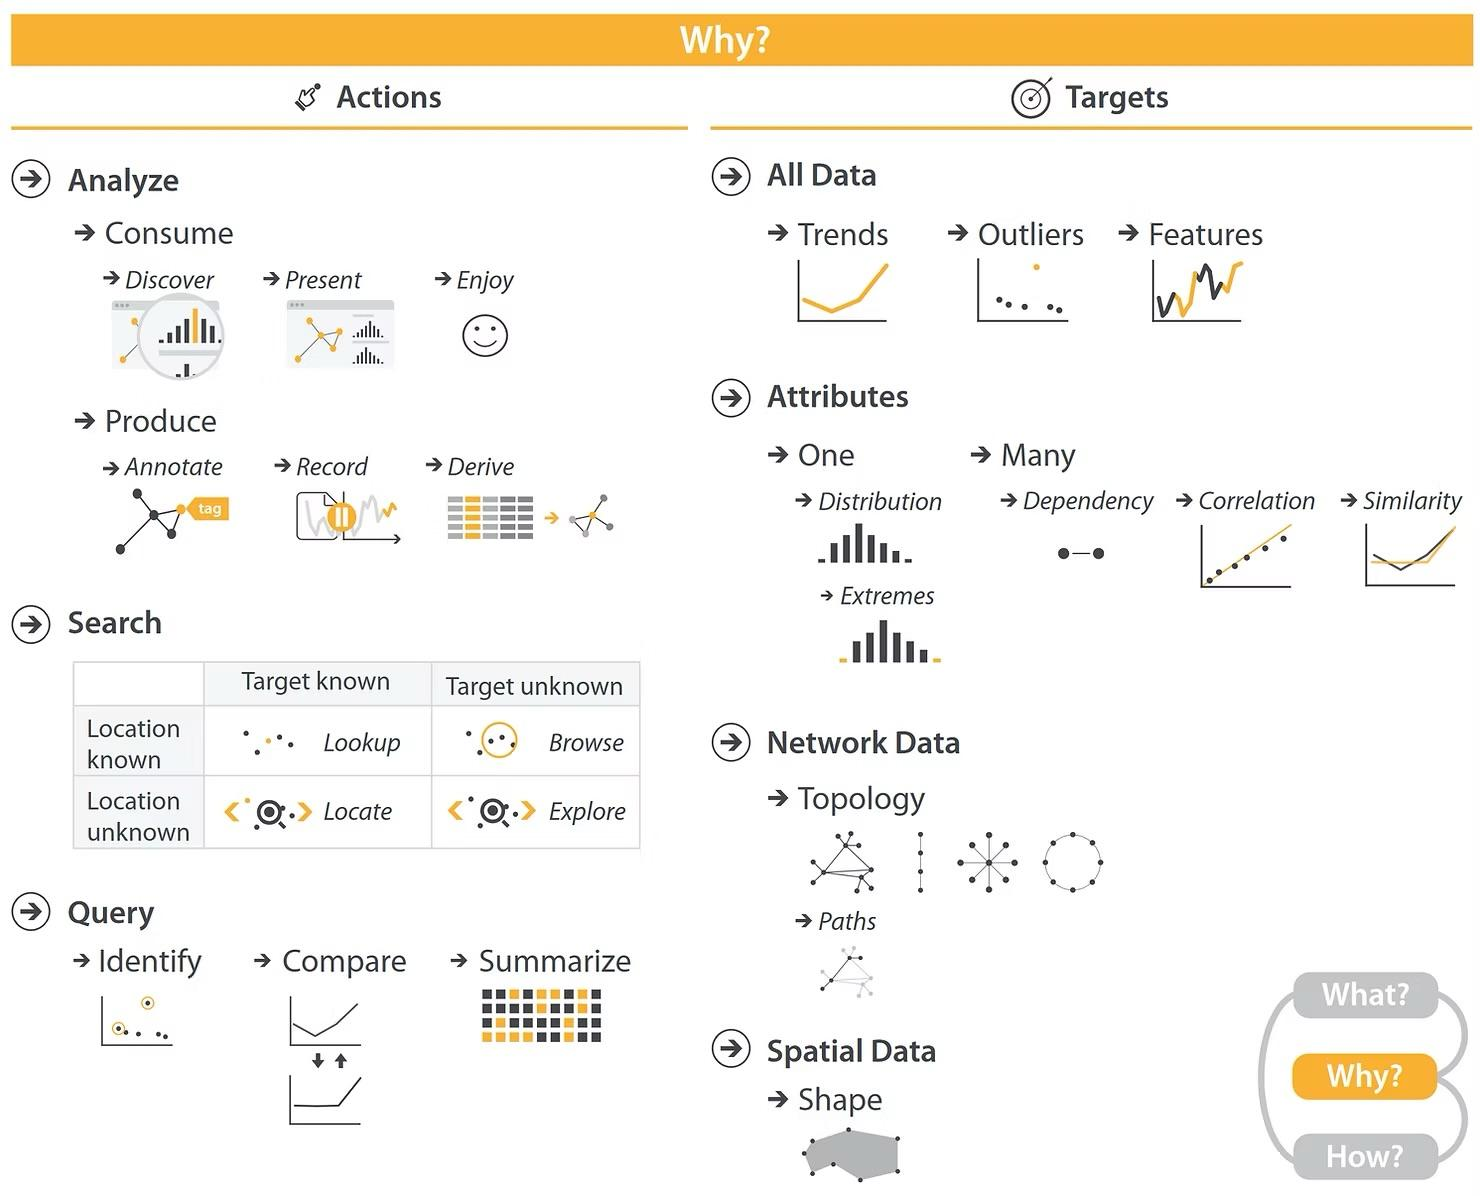 Why?
Actions
Analyze
Consume
Discover
Present
Enjoy
Produce
Annotate
Record
Derive
tag
Search
Target known
Target unknown
Location
known
Lookup
Browse
Location
unknown
Locate
Explore
Query
Identify
Compare
Summarize
Targets
All Data
Trends
Outliers
Features
Attributes
One
Many
Distribution
Dependency
Correlation
Similarity
Extremes
Network Data
Topology
Paths
Spatial Data
Shape
What?
Why?
How?